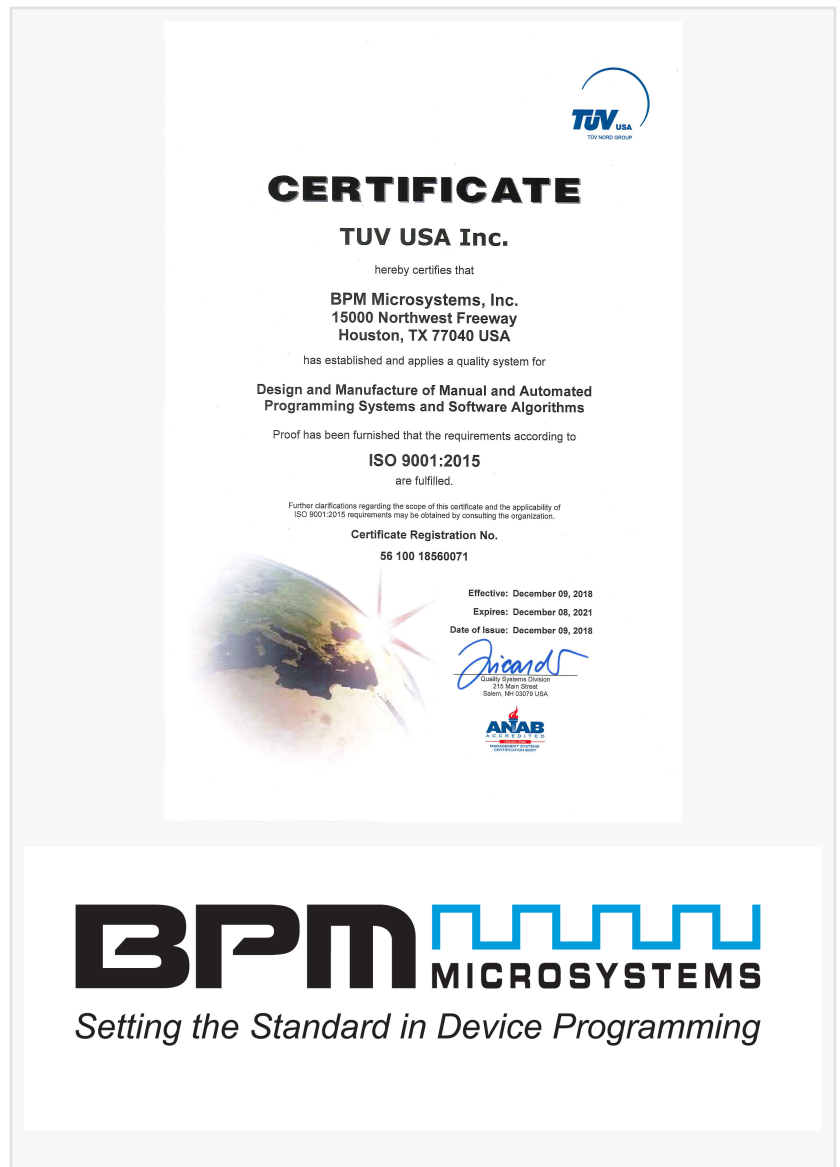 TÜV USA
TÜV NORD GROUP
CERTIFICATE
TUV USA Inc.
hereby certifies that
BPM Microsystems, Inc.
15000 Northwest Freeway
Houston, TX 77040 USA
has established and applies a quality system for
Design and Manufacture of Manual and Automated
Programming Systems and Software Algorithms
Proof has been furnished that the requirements according to
ISO 9001:2015
are fulfilled.
Further clarifications regarding the scope of this certificate and the applicability of
ISO 9001:2015 requirements may be obtained by consulting the organization.
Certificate Registration No.
56 100 18560071
Effective: December 09, 2018
Expires: December 08, 2021
Date of Issue: December 09, 2018
Quality Systems Division
215 Main Street
Salem, NH 03079 USA
ANAB
ACCREDITED
MANAGEMENT SYSTEMS
CERTIFICATION BODY
BPM
MICROSYSTEMS
Setting the Standard in Device Programming